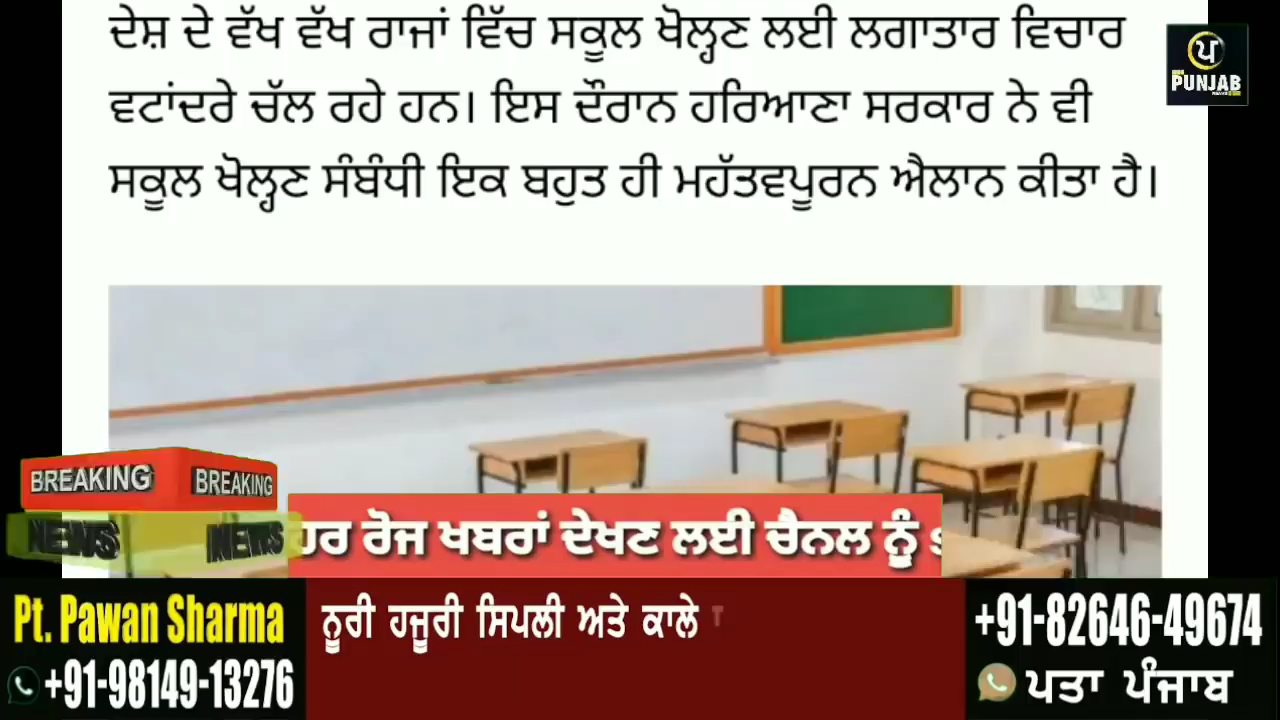 ਦੇਸ਼ ਦੇ ਵੱਖ ਵੱਖ ਰਾਜਾਂ ਵਿੱਚ ਸਕੂਲ ਖੋਲ੍ਹਣ ਲਈ ਲਗਾਤਾਰ ਵਿਚਾਰ
ਵਟਾਂਦਰੇ ਚੱਲ ਰਹੇ ਹਨ। ਇਸ ਦੌਰਾਨ ਹਰਿਆਣਾ ਸਰਕਾਰ ਨੇ ਵੀ
ਸਕੂਲ ਖੋਲ੍ਹਣ ਸੰਬੰਧੀ ਇਕ ਬਹੁਤ ਹੀ ਮਹੱਤਵਪੂਰਨ ਐਲਾਨ ਕੀਤਾ ਹੈ।
ਪ
PUNJAB
BREAKING BREAKING
NEWS NEWS
ਹਰ ਰੋਜ ਖਬਰਾਂ ਦੇਖਣ ਲਈ ਚੈਨਲ ਨੂੰ
Pt. Pawan Sharma
+91-98149-13276
ਨੂਰੀ ਹਜੂਰੀ ਸਿਪਲੀ ਅਤੇ ਕਾਲੇ
+91-82646-49674
ਪਤਾ ਪੰਜਾਬ